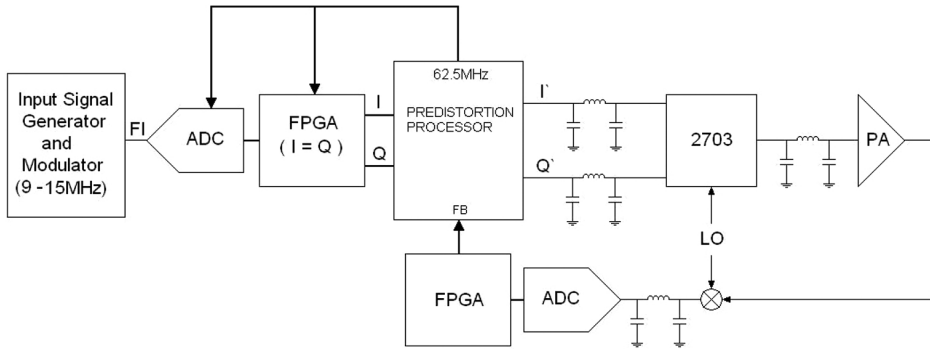 62.5MHz
Input Signal
Generator
and
Modulator
(9 -15MHz)
FI
ADC
FPGA
( I = Q )
I
Q
PREDISTORTION
PROCESSOR
FB
I`
Q`
2703
PA
LO
FPGA
ADC